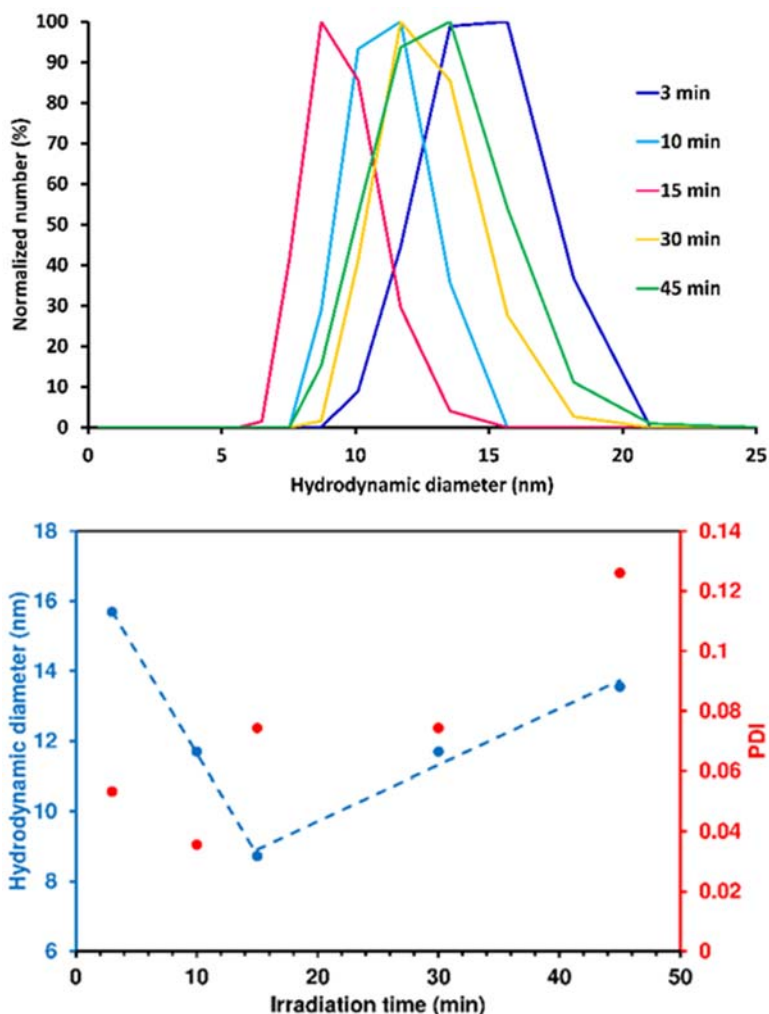 100
90
80
70
60
50
40
30
20
10
0
Normalized number (%)
0 5 10 15 20 25
Hydrodynamic diameter (nm)
3 min
10 min
15 min
30 min
45 min
18
16
14
12
10
8
6
Hydrodynamic diameter (nm)
0.14
0.12
0.1
0.08
0.06
0.04
0.02
0
PDI
0 10 20 30 40 50
Irradiation time (min)